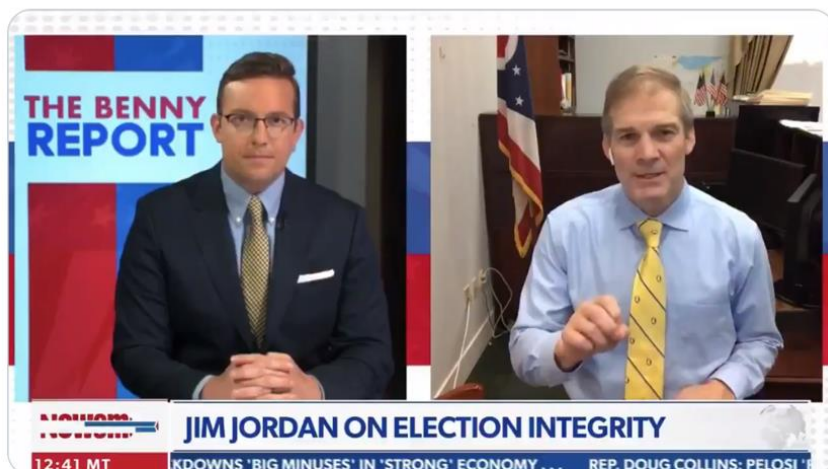 THE BENNY
REPORT
JIM JORDAN ON ELECTION INTEGRITY
12:41 MT
KDOWNS 'BIG MINUSES' IN 'STRONG' ECONOMY... REP. DOUG COLLINS: PELOSI